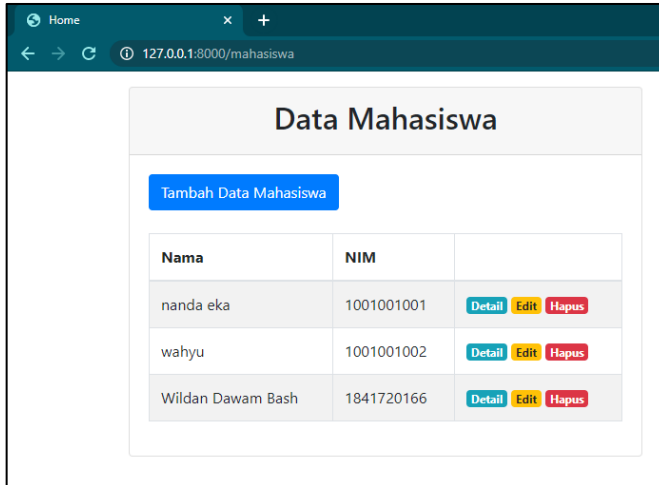 Home
127.0.0.1:8000/mahasiswa
Data Mahasiswa
Tambah Data Mahasiswa
Nama NIM
nanda eka 1001001001 Detail Edit Hapus
wahyu 1001001002 Detail Edit Hapus
Wildan Dawam Bash 1841720166 Detail Edit Hapus